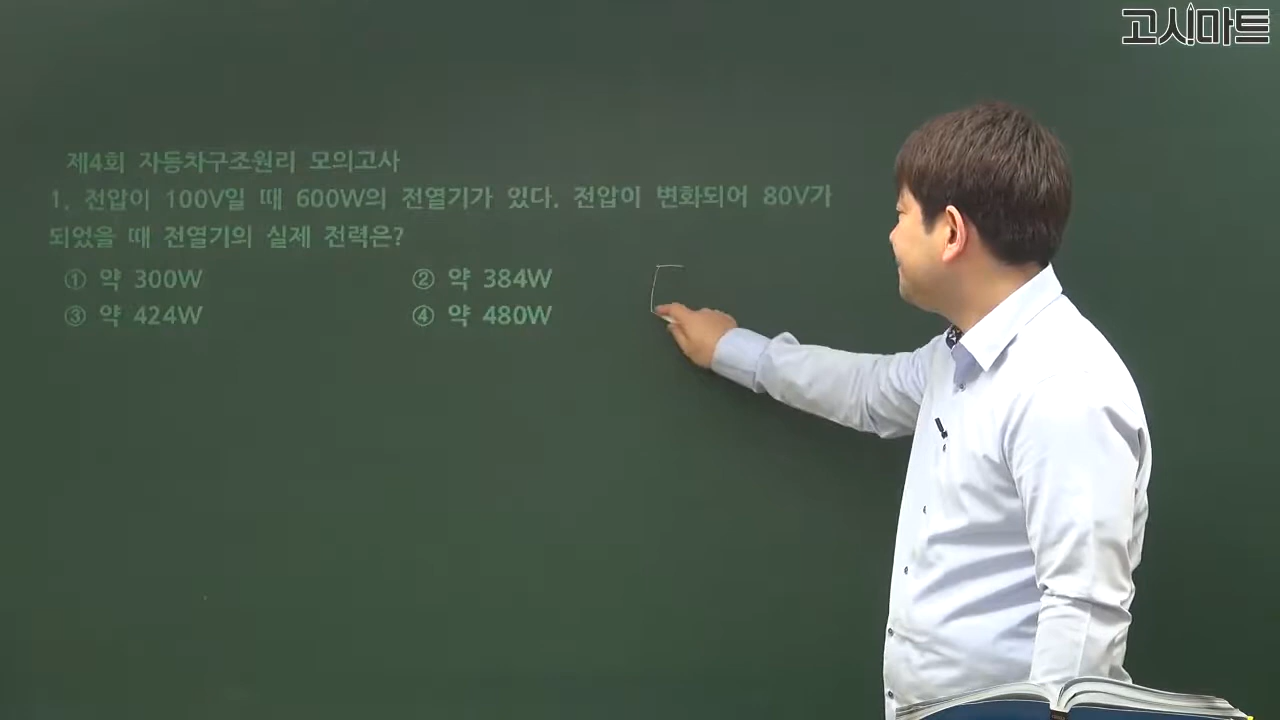 고시마트
제4회 자동차구조원리 모의고사
1. 전압이 100V일 때 600W의 전열기가 있다. 전압이 변화되어 80V가
되었을 때 전열기의 실제 전력은?
① 약 300W ② 약 384W
③ 약 424W ④ 약 480W